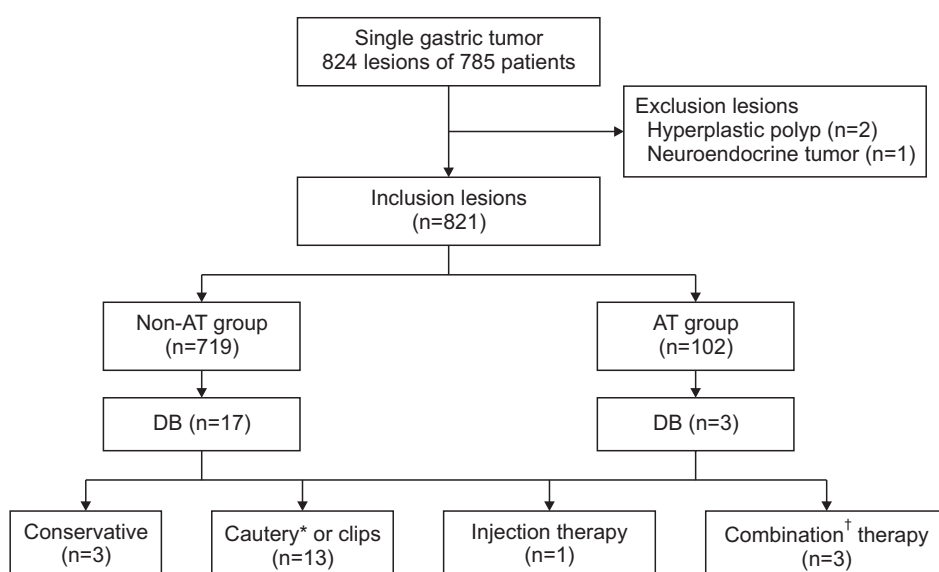 Single gastric tumor
824 lesions of 785 patients
Exclusion lesions
Hyperplastic polyp (n=2)
Neuroendocrine tumor (n=1)
Inclusion lesions
(n=821)
Non-AT group
(n=719)
AT group
(n=102)
DB (n=17)
DB (n=3)
Conservative
(n=3)
Cautery* or clips
(n=13)
Injection therapy
(n=1)
Combination† therapy
(n=3)